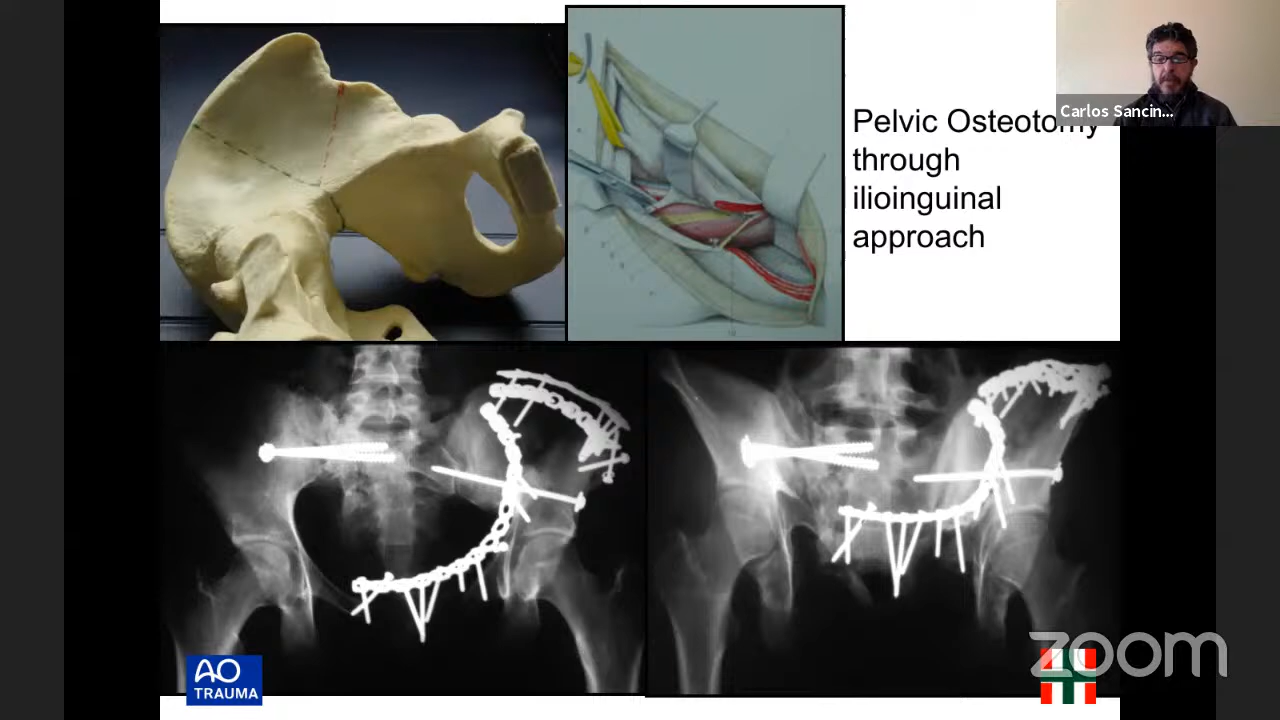 Carlos Sancin...
Pelvic Osteotomy
through
ilioinguinal
approach
AO
TRAUMA
zoom